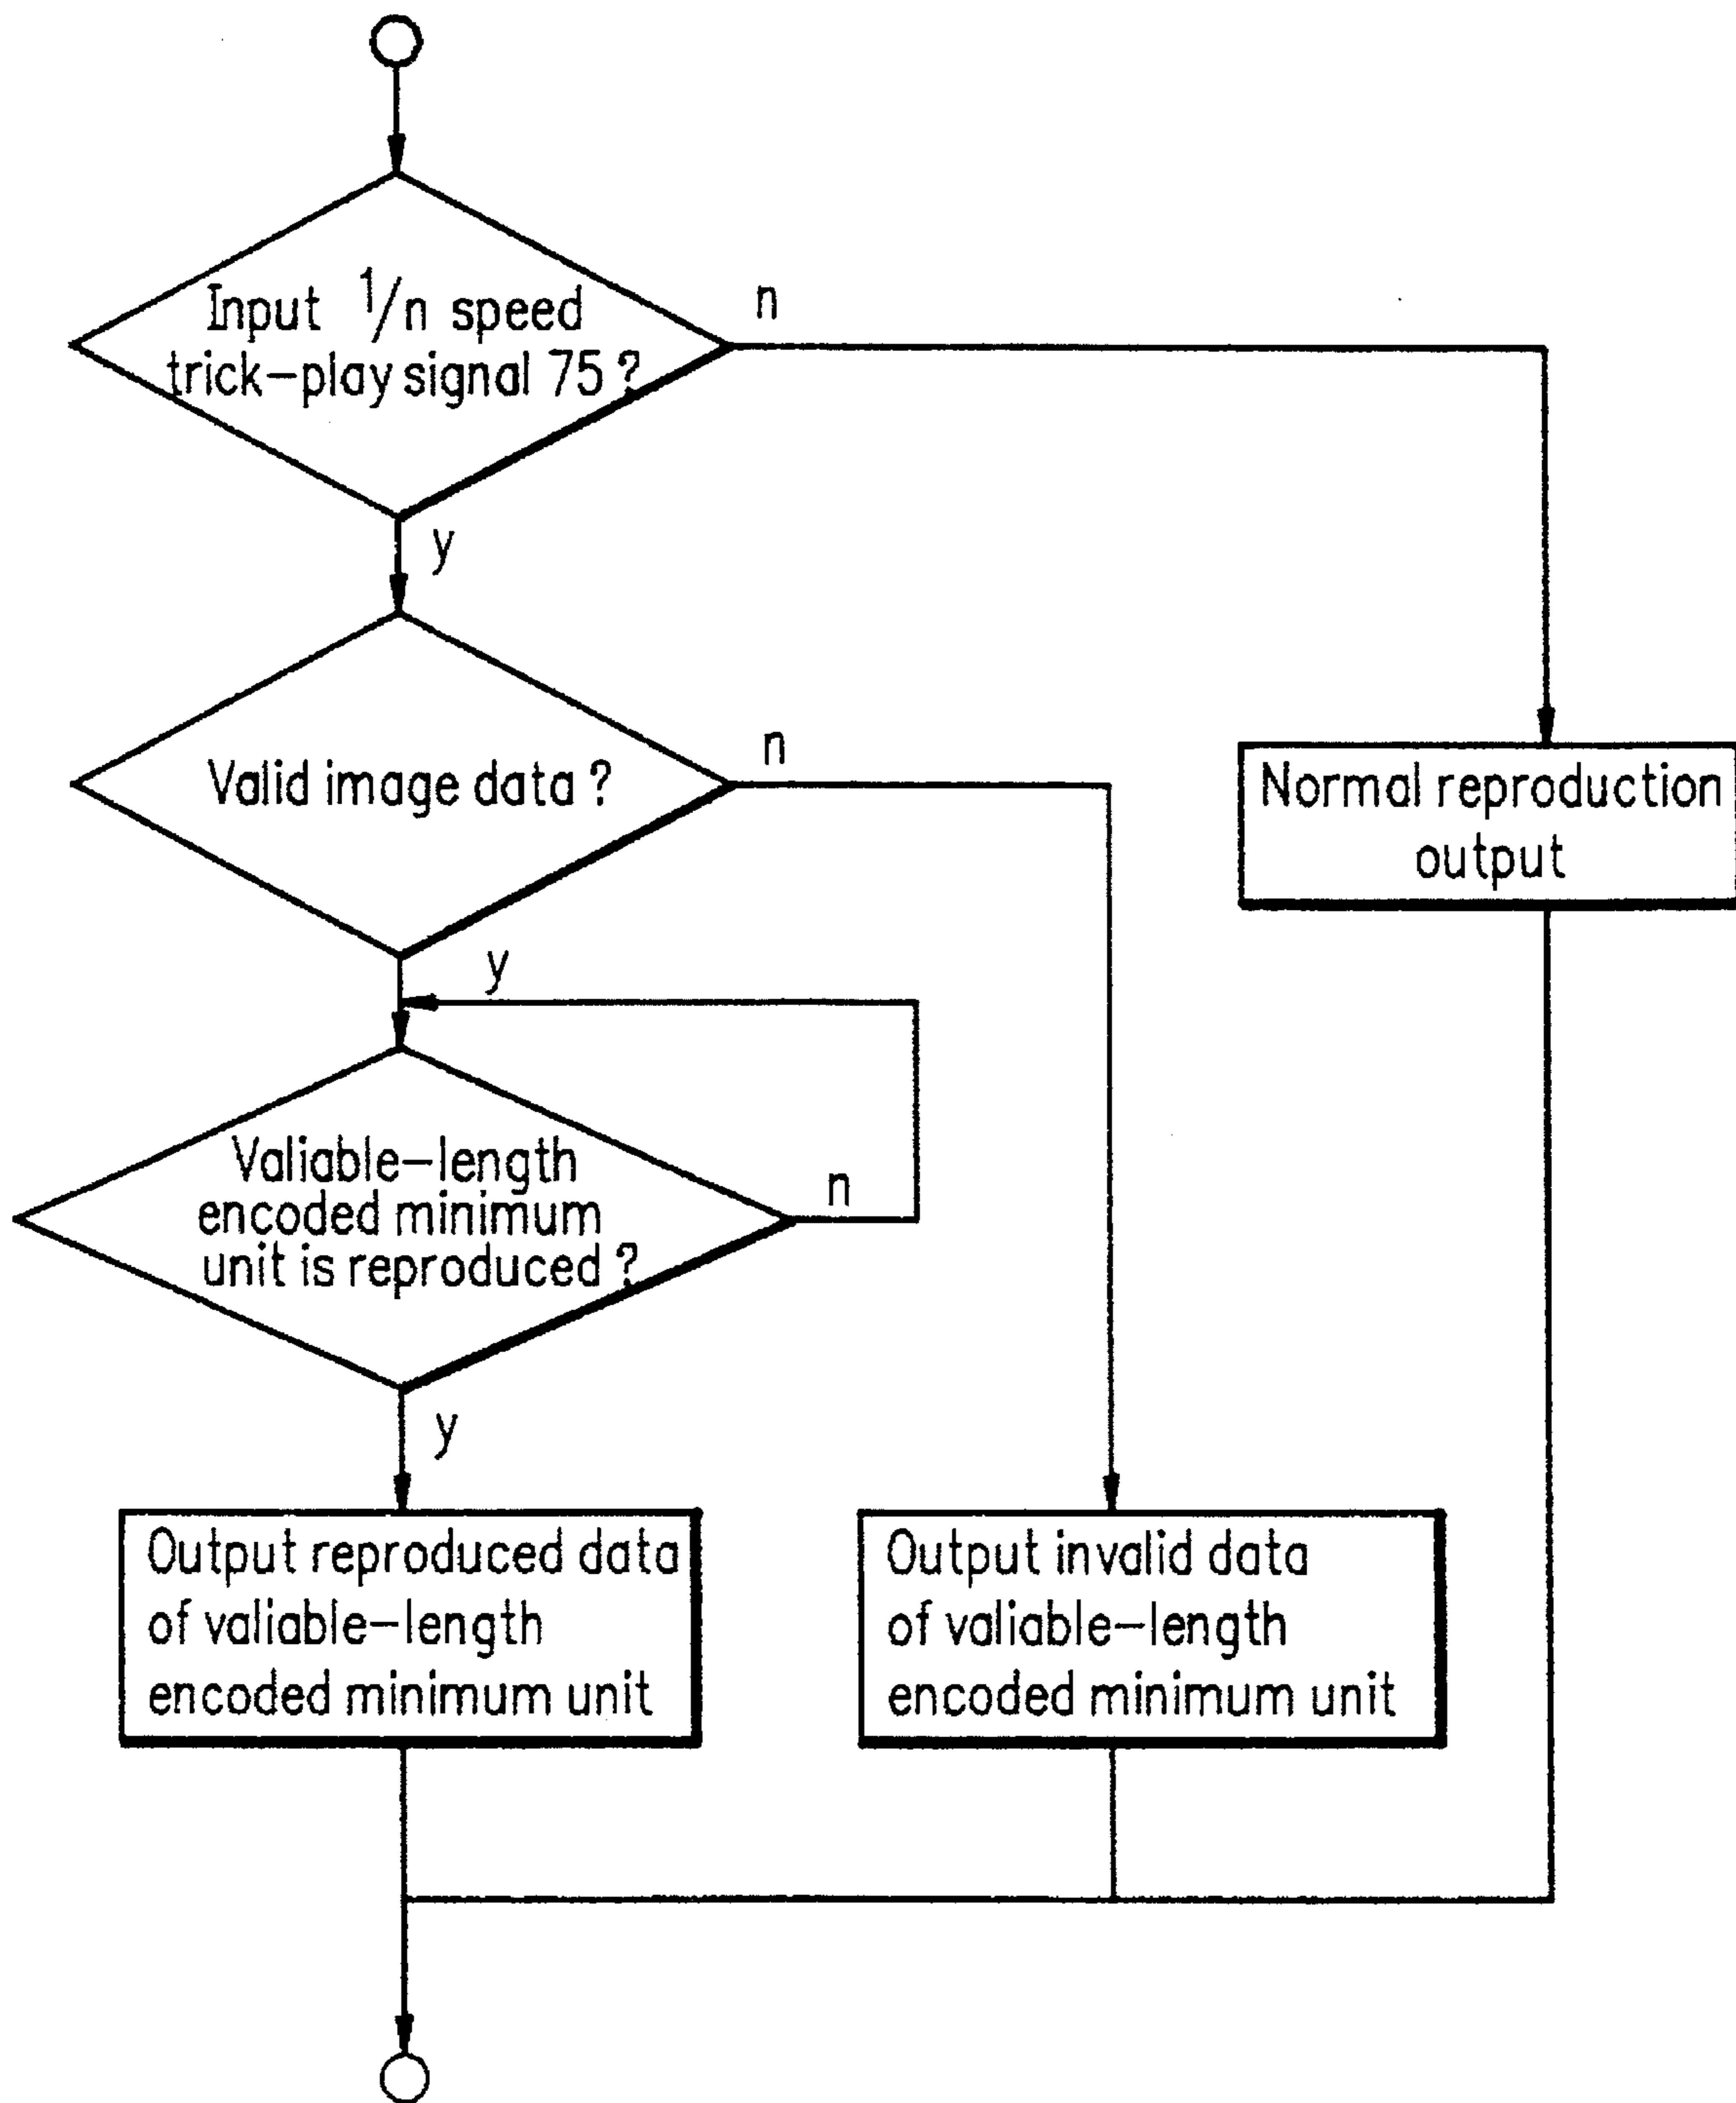 Input 1/n speed
trick-play signal 75 ?
n
y
Valid image data ?
n
Normal reproduction
output
y
Valiable-length
encoded minimum
unit is reproduced ?
n
y
Output reproduced data
of valiable-length
encoded minimum unit
Output invalid data
of valiable-length
encoded minimum unit